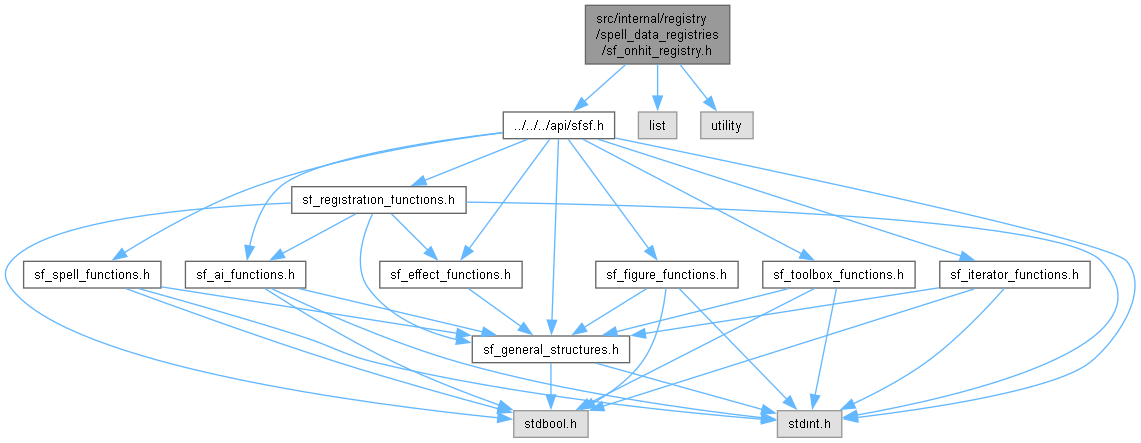 src/internal/registry
/spell_data_registries
/sf_onhit_registry.h
../../../api/sfsf.h
list
utility
sf_registration_functions.h
sf_spell_functions.h
sf_ai_functions.h
sf_effect_functions.h
sf_figure_functions.h
sf_toolbox_functions.h
sf_iterator_functions.h
sf_general_structures.h
stdbool.h
stdint.h